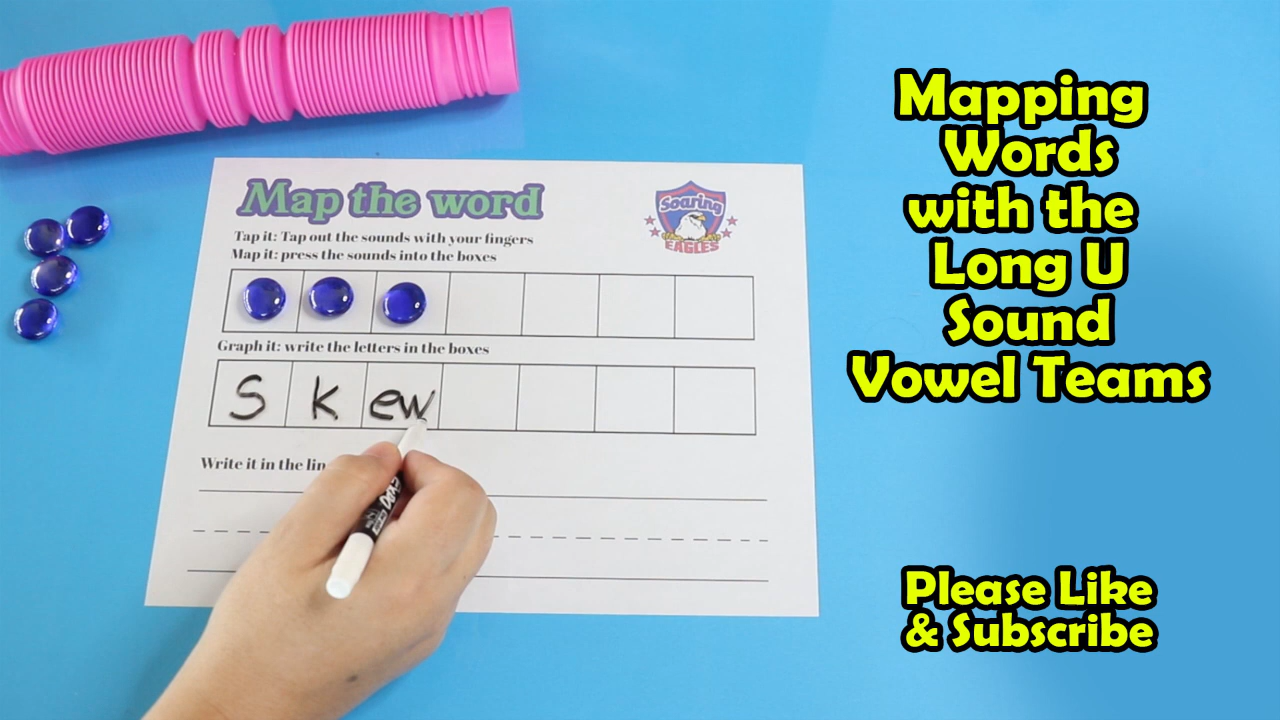 Mapping
Words
with the
Long U
Sound
Vowel Teams
Please Like
& Subscribe
Map the word
Soaring
EAGLES
Tap it: Tap out the sounds with your fingers
Map it: press the sounds into the boxes
Graph it: write the letters in the boxes
S k ew
Write it in the lin
EXPO